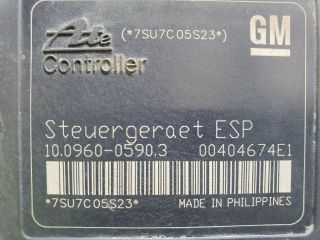 Ate (*7SU7C05S23*) GM
Controller
Steuergeraet ESP
10.0960-0590.3 00404674E1
*7SU7C05S23* MADE IN PHILIPPINES